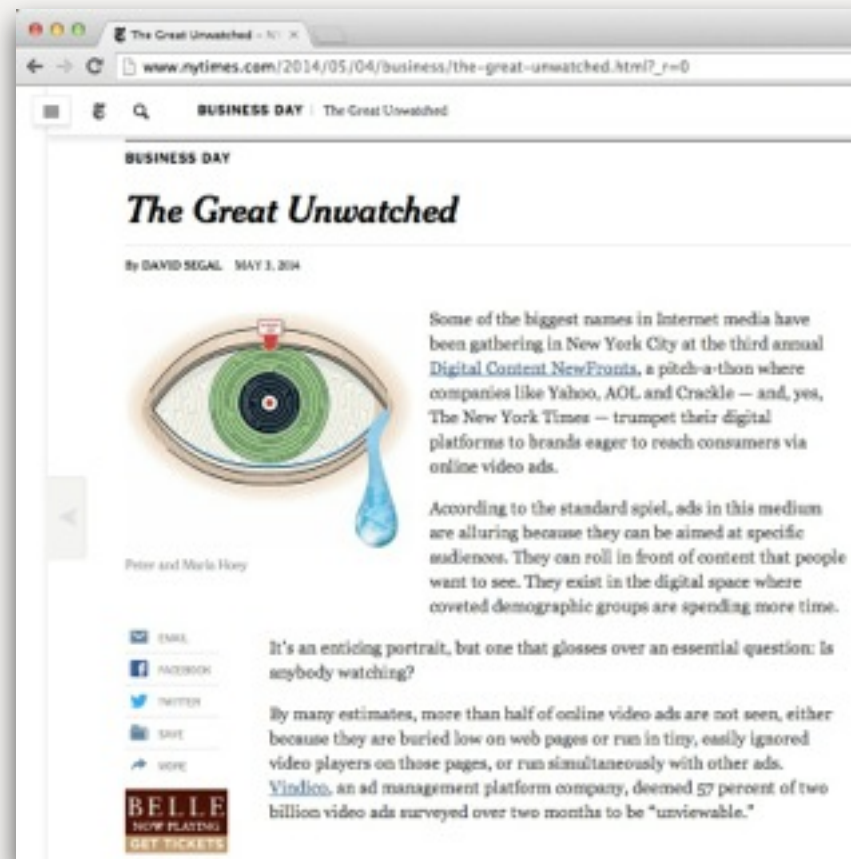 The Great Unwatched - N
www.nytimes.com/2014/05/04/business/the-great-unwatched.html?_r=0
BUSINESS DAY | The Great Unwatched
BUSINESS DAY
The Great Unwatched
By DAVID SEGAL MAY 3, 2014
Some of the biggest names in Internet media have
been gathering in New York City at the third annual
Digital Content NewFronts, a pitch-a-thon where
companies like Yahoo, AOL and Crackle — and, yes,
The New York Times — trumpet their digital
platforms to brands eager to reach consumers via
online video ads.
According to the standard spiel, ads in this medium
are alluring because they can be aimed at specific
audiences. They can roll in front of content that people
want to see. They exist in the digital space where
coveted demographic groups are spending more time.
Peter and Maria Hoey
EMAIL
FACEBOOK
TWITTER
SAVE
MORE
It's an enticing portrait, but one that glosses over an essential question: Is
anybody watching?
By many estimates, more than half of online video ads are not seen, either
because they are buried low on web pages or run in tiny, easily ignored
video players on those pages, or run simultaneously with other ads.
Vindico, an ad management platform company, deemed 57 percent of two
billion video ads surveyed over two months to be “unviewable.”
BELLE
NOW PLAYING
GET TICKETS